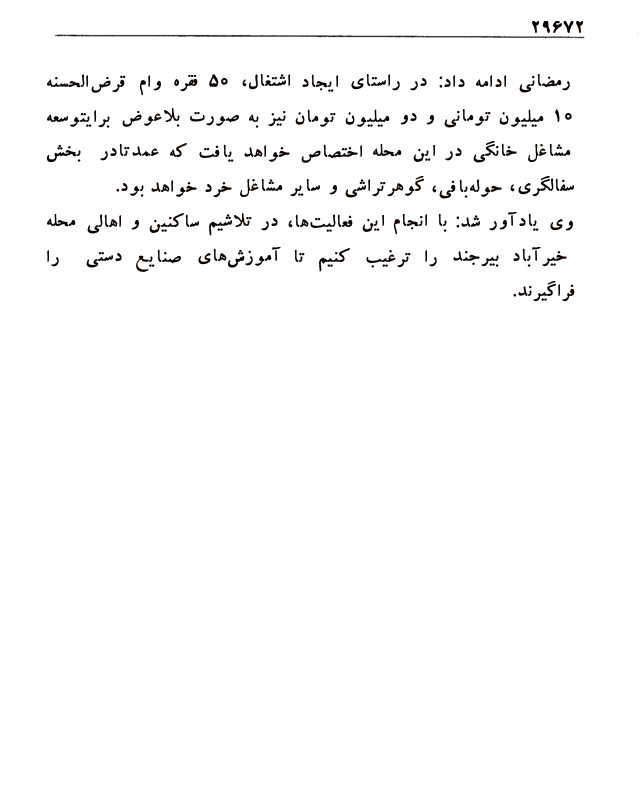 ۲۹۶۷۲
رمضانی ادامه داد: در راستای ایجاد اشتغال، ۵۰ فقره وام قرض‌الحسنه
۱۰ میلیون تومانی و دو میلیون تومان نیز به صورت بلاعوض برایتوسعه
مشاغل خانگی در این محله اختصاص خواهد یافت که عمدتادر بخش
سفالگری، حوله‌بافی، گوهرتراشی و سایر مشاغل خرد خواهد بود.
وی یادآور شد: با انجام این فعالیت‌ها، در تلاشیم ساکنین و اهالی محله
خیرآباد بیرجند را ترغیب کنیم تا آموزش‌های صنایع دستی را
فراگیرند.